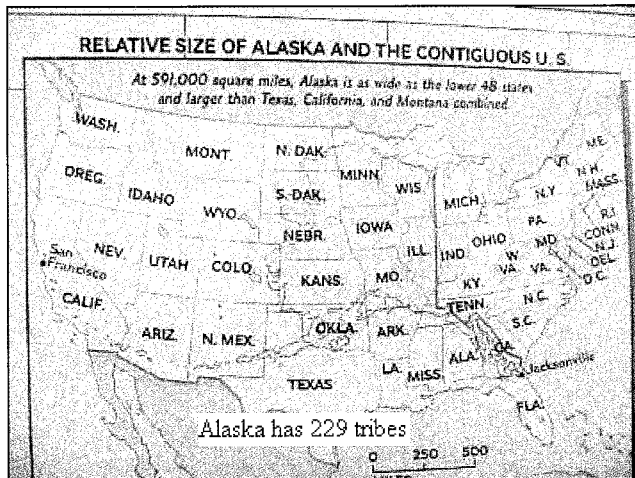 RELATIVE SIZE OF ALASKA AND THE CONTIGUOUS U. S.
At 591,000 square miles, Alaska is as wide as the lower 48 states
and larger than Texas, California, and Montana combined
WASH.
MONT.
N. DAK.
MINN
ME.
VT
N H.
MASS.
OREG.
IDAHO
WYO.
S. DAK.
WIS
MICH.
N.Y
R.I
CONN
N.J.
DEL
D.C.
San
Francisco
NEV.
UTAH
COLO.
NEBR.
IOWA
ILL.
IND
OHIO
PA.
MD.
W.
VA.
VA.
CALIF.
KANS.
MO.
KY
N.C.
ARIZ.
N. MEX.
OKLA.
ARK.
TENN.
S.C.
TEXAS
LA.
MISS.
ALA.
GA.
Jacksonville
FLA.
Alaska has 229 tribes
0 250 500